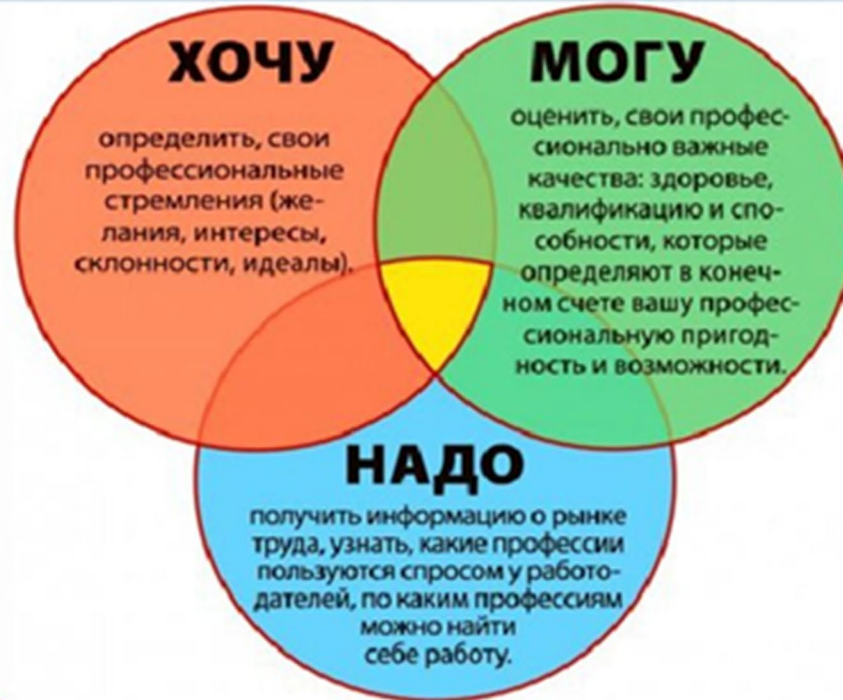 ХОЧУ
определить, свои
профессиональные
стремления (же-
лания, интересы,
склонности, идеалы).
МОГУ
оценить, свои профес-
сионально важные
качества: здоровье,
квалификацию и спо-
собности, которые
определяют в конеч-
ном счете вашу профес-
сиональную пригод-
ность и возможности.
НАДО
получить информацию о рынке
труда, узнать, какие профессии
пользуются спросом у работо-
дателей, по каким профессиям
можно найти
себе работу.